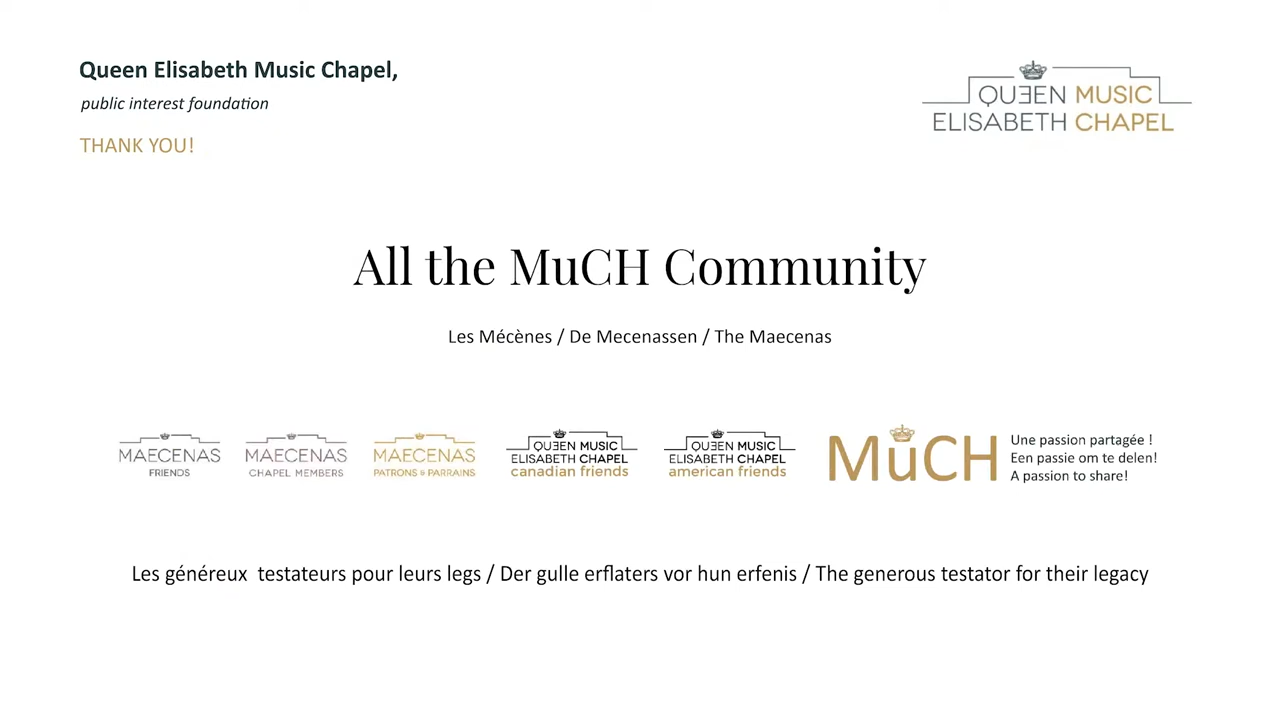 Queen Elisabeth Music Chapel,
public interest foundation
THANK YOU!
QUƎEN MUSIC
ELISABETH CHAPEL
All the MuCH Community
Les Mécènes / De Mecenassen / The Maecenas
MAECENAS
FRIENDS
MAECENAS
CHAPEL MEMBERS
MAECENAS
PATRONS & PARRAINS
QUƎEN MUSIC
ELISABETH CHAPEL
canadian friends
QUƎEN MUSIC
ELISABETH CHAPEL
american friends
MuCH
Une passion partagée !
Een passie om te delen!
A passion to share!
Les généreux  testateurs pour leurs legs / Der gulle erflaters vor hun erfenis / The generous testator for their legacy